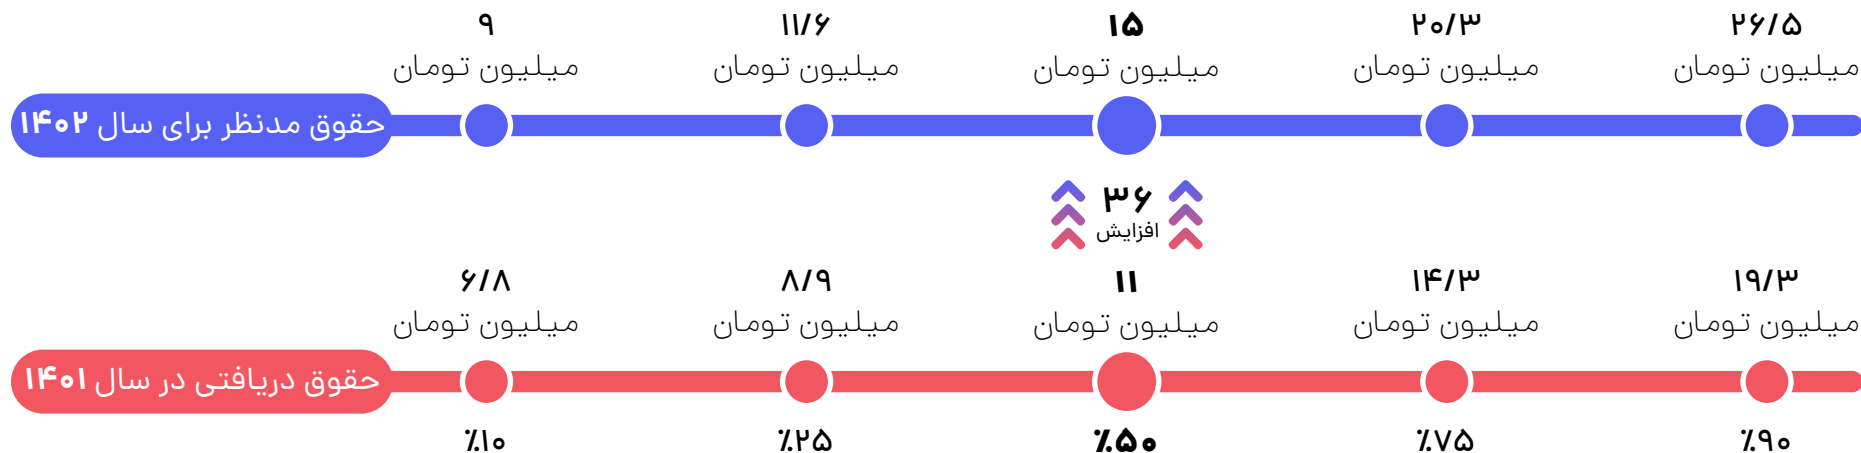 ۹
میلیون تومان
۱۱/۶
میلیون تومان
۱۵
میلیون تومان
۲۰/۳
میلیون تومان
۲۶/۵
میلیون تومان
حقوق مدنظر برای سال ۱۴۰۲
۳۶
افزایش
۶/۸
میلیون تومان
۸/۹
میلیون تومان
۱۱
میلیون تومان
۱۴/۳
میلیون تومان
۱۹/۳
میلیون تومان
حقوق دریافتی در سال ۱۴۰۱
٪۱۰
٪۲۵
٪۵۰
٪۷۵
٪۹۰